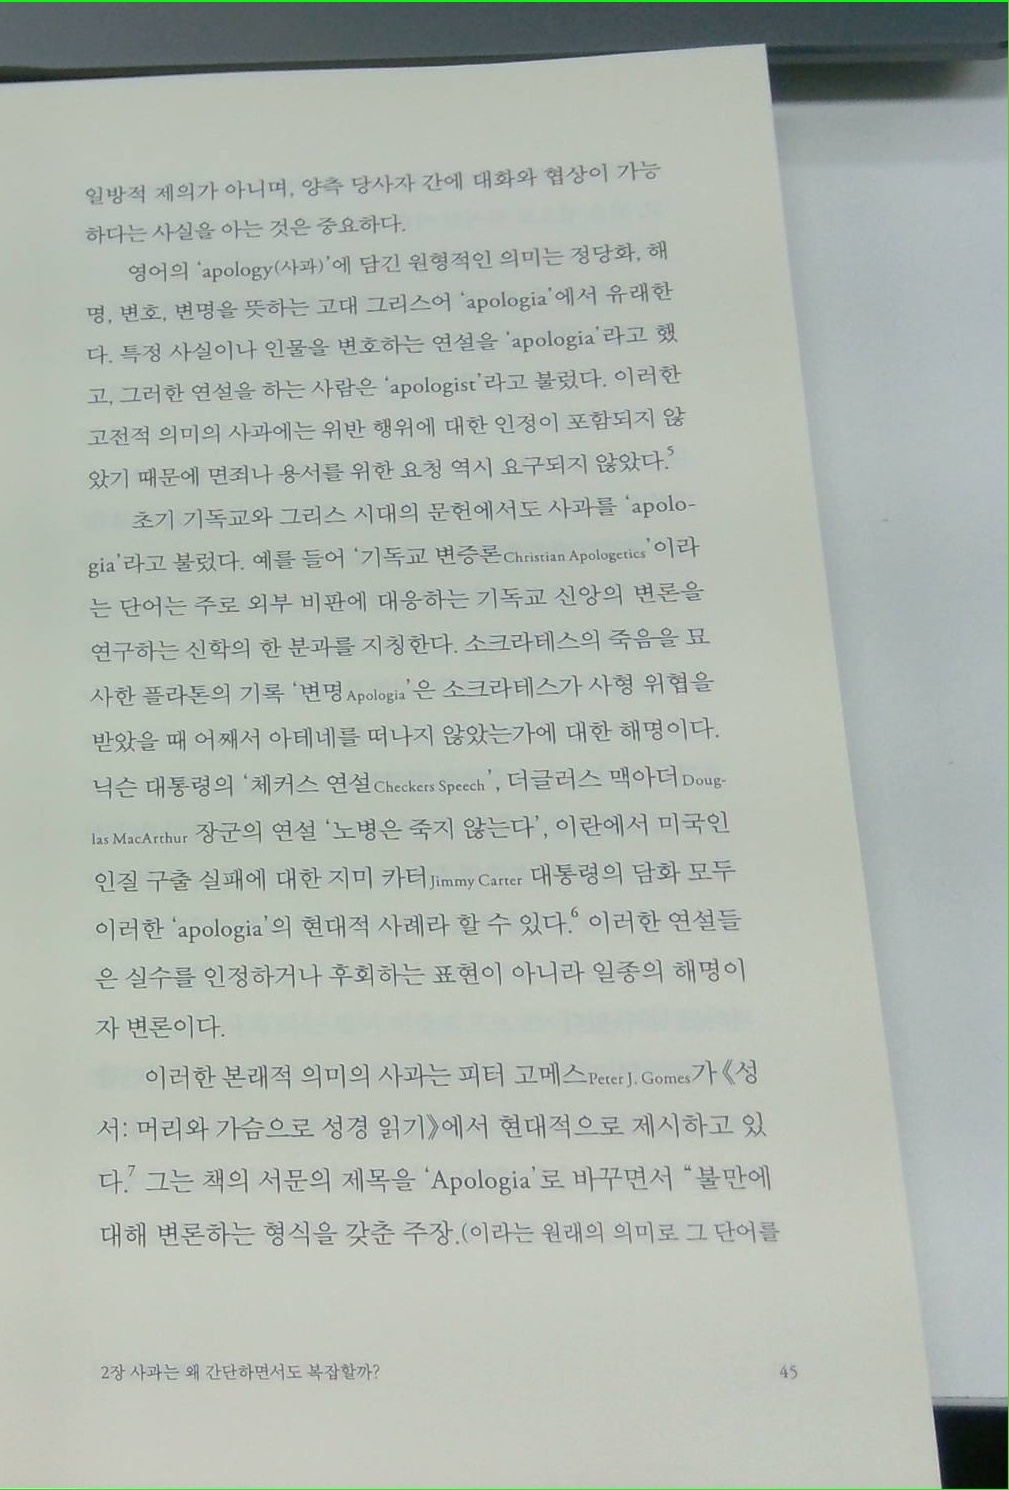 일방적 제의가 아니며, 양측 당사자 간에 대화와 협상이 가능
하다는 사실을 아는 것은 중요하다.
영어의 ‘apology(사과)’에 담긴 원형적인 의미는 정당화, 해
명, 변호, 변명을 뜻하는 고대 그리스어 ‘apologia’에서 유래한
다. 특정 사실이나 인물을 변호하는 연설을 ‘apologia’라고 했
고, 그러한 연설을 하는 사람은 ‘apologist’라고 불렀다. 이러한
고전적 의미의 사과에는 위반 행위에 대한 인정이 포함되지 않
았기 때문에 면죄나 용서를 위한 요청 역시 요구되지 않았다.5
초기 기독교와 그리스 시대의 문헌에서도 사과를 ‘apolo-
gia’라고 불렀다. 예를 들어 ‘기독교 변증론Christian Apologetics’이라
는 단어는 주로 외부 비판에 대응하는 기독교 신앙의 변론을
연구하는 신학의 한 분과를 지칭한다. 소크라테스의 죽음을 묘
사한 플라톤의 기록 ‘변명Apologia’은 소크라테스가 사형 위협을
받았을 때 어째서 아테네를 떠나지 않았는가에 대한 해명이다.
닉슨 대통령의 ‘체커스 연설Checkers Speech’, 더글러스 맥아더Doug-
las MacArthur 장군의 연설 ‘노병은 죽지 않는다’, 이란에서 미국인
인질 구출 실패에 대한 지미 카터Jimmy Carter 대통령의 담화 모두
이러한 ‘apologia’의 현대적 사례라 할 수 있다.6 이러한 연설들
은 실수를 인정하거나 후회하는 표현이 아니라 일종의 해명이
자 변론이다.
이러한 본래적 의미의 사과는 피터 고메스Peter J. Gomes가 《성
서: 머리와 가슴으로 성경 읽기》에서 현대적으로 제시하고 있
다.7 그는 책의 서문의 제목을 ‘Apologia’로 바꾸면서 “불만에
대해 변론하는 형식을 갖춘 주장.(이라는 원래의 의미로 그 단어를
2장 사과는 왜 간단하면서도 복잡할까? 45